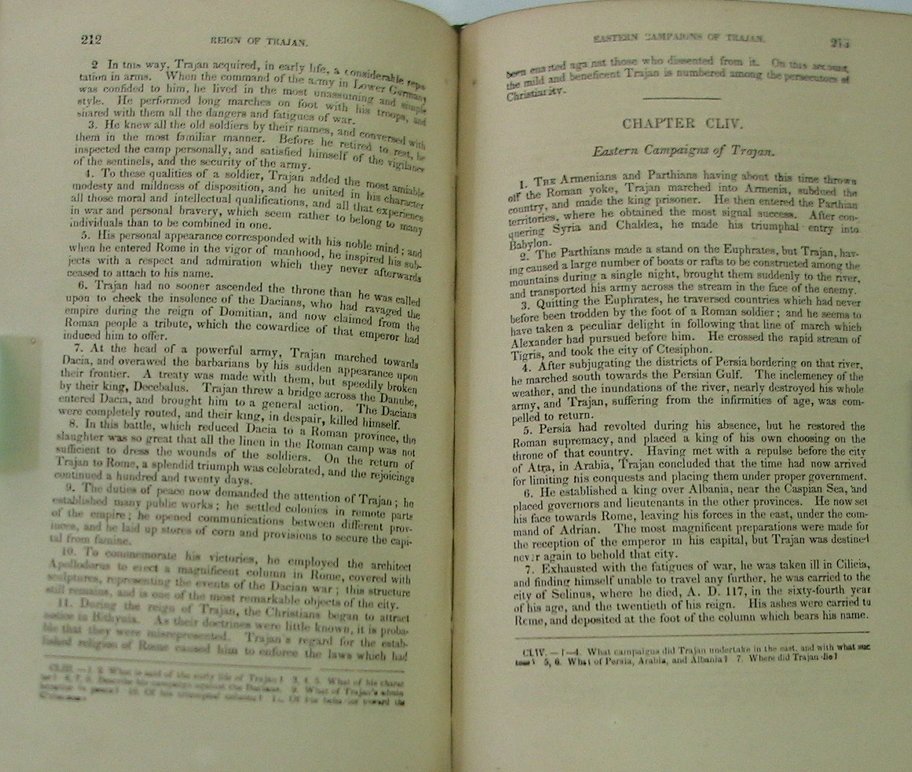 212
REIGN OF TRAJAN.
2 In this way, Trajan acquired, in early life, a considerable repu-
tation in arms. When the command of the army in Lower Germany
was confided to him, he lived in the most unassuming and simple
style. He performed long marches on foot with his troops, and
shared with them all the dangers and fatigues of war.
3. He knew all the old soldiers by their names, and conversed with
them in the most familiar manner. Before he retired to rest, he
inspected the camp personally, and satisfied himself of the vigilance
of the sentinels, and the security of the army.
4. To these qualities of a soldier, Trajan added the most amiable
modesty and mildness of disposition, and he united in his character
all those moral and intellectual qualifications, and all that experience
in war and personal bravery, which seem rather to belong to many
individuals than to be combined in one.
5. His personal appearance corresponded with his noble mind; and
when he entered Rome in the vigor of manhood, he inspired his sub-
jects with a respect and admiration which they never afterwards
ceased to attach to his name.
6. Trajan had no sooner ascended the throne than he was called
upon to check the insolence of the Dacians, who had ravaged the
empire during the reign of Domitian, and now claimed from the
Roman people a tribute, which the cowardice of that emperor had
induced him to offer.
7. At the head of a powerful army, Trajan marched towards
Dacia, and overawed the barbarians by his sudden appearance upon
their frontier. A treaty was made with them, but speedily broken
by their king, Decebalus. Trajan threw a bridge across the Danube,
entered Dacia, and brought him to a general action. The Dacians
were completely routed, and their king, in despair, killed himself.
8. In this battle, which reduced Dacia to a Roman province, the
slaughter was so great that all the linen in the Roman camp was not
sufficient to dress the wounds of the soldiers. On the return of
Trajan to Rome, a splendid triumph was celebrated, and the rejoicings
continued a hundred and twenty days.
9. The duties of peace now demanded the attention of Trajan; he
established many public works; he settled colonies in remote parts
of the empire; he opened communications between different prov-
inces, and he laid up stores of corn and provisions to secure the capi-
tal from famine.
10. To commemorate his victories, he employed the architect
Apollodorus to erect a magnificent column in Rome, covered with
sculptures, representing the events of the Dacian war; this structure
still remains, and is one of the most remarkable objects of the city.
11. During the reign of Trajan, the Christians began to attract
notice in Bithynia. As their doctrines were little known, it is proba-
ble that they were misrepresented. Trajan's regard for the estab-
lished religion of Rome caused him to enforce the laws which had
CLIII.—1, 2. What is said of the early life of Trajan? 3, 4, 5. What of his charac-
ter? 6, 7, 8. Describe his campaign against the Dacians. 9. What of Trajan's
10. Of his triumphal column? 11. Of
EASTERN CAMPAIGNS OF TRAJAN.
213
been enacted against those who dissented from it. On this account,
the mild and beneficent Trajan is numbered among the persecutors of
Christianity.
CHAPTER CLIV.
Eastern Campaigns of Trajan.
1. THE Armenians and Parthians having about this time thrown
off the Roman yoke, Trajan marched into Armenia, subdued the
country, and made the king prisoner. He then entered the Parthian
territories, where he obtained the most signal success. After con-
quering Syria and Chaldea, he made his triumphal entry into
Babylon.
2. The Parthians made a stand on the Euphrates, but Trajan, hav-
ing caused a large number of boats or rafts to be constructed among the
mountains during a single night, brought them suddenly to the river,
and transported his army across the stream in the face of the enemy.
3. Quitting the Euphrates, he traversed countries which had never
before been trodden by the foot of a Roman soldier; and he seems to
have taken a peculiar delight in following that line of march which
Alexander had pursued before him. He crossed the rapid stream of
Tigris, and took the city of Ctesiphon.
4. After subjugating the districts of Persia bordering on that river,
he marched south towards the Persian Gulf. The inclemency of the
weather, and the inundations of the river, nearly destroyed his whole
army, and Trajan, suffering from the infirmities of age, was com-
pelled to return.
5. Persia had revolted during his absence, but he restored the
Roman supremacy, and placed a king of his own choosing on the
throne of that country. Having met with a repulse before the city
of Atra, in Arabia, Trajan concluded that the time had now arrived
for limiting his conquests and placing them under proper government.
6. He established a king over Albania, near the Caspian Sea, and
placed governors and lieutenants in the other provinces. He now set
his face towards Rome, leaving his forces in the east, under the com-
mand of Adrian. The most magnificent preparations were made for
the reception of the emperor in his capital, but Trajan was destined
never again to behold that city.
7. Exhausted with the fatigues of war, he was taken ill in Cilicia,
and finding himself unable to travel any further, he was carried to the
city of Selinus, where he died, A. D. 117, in the sixty-fourth year
of his age, and the twentieth of his reign. His ashes were carried to
Rome, and deposited at the foot of the column which bears his name.
CLIV.—1—4. What campaigns did Trajan undertake in the east, and with what suc
cess? 5, 6. What of Persia, Arabia, and Albania? 7. Where did Trajan die?